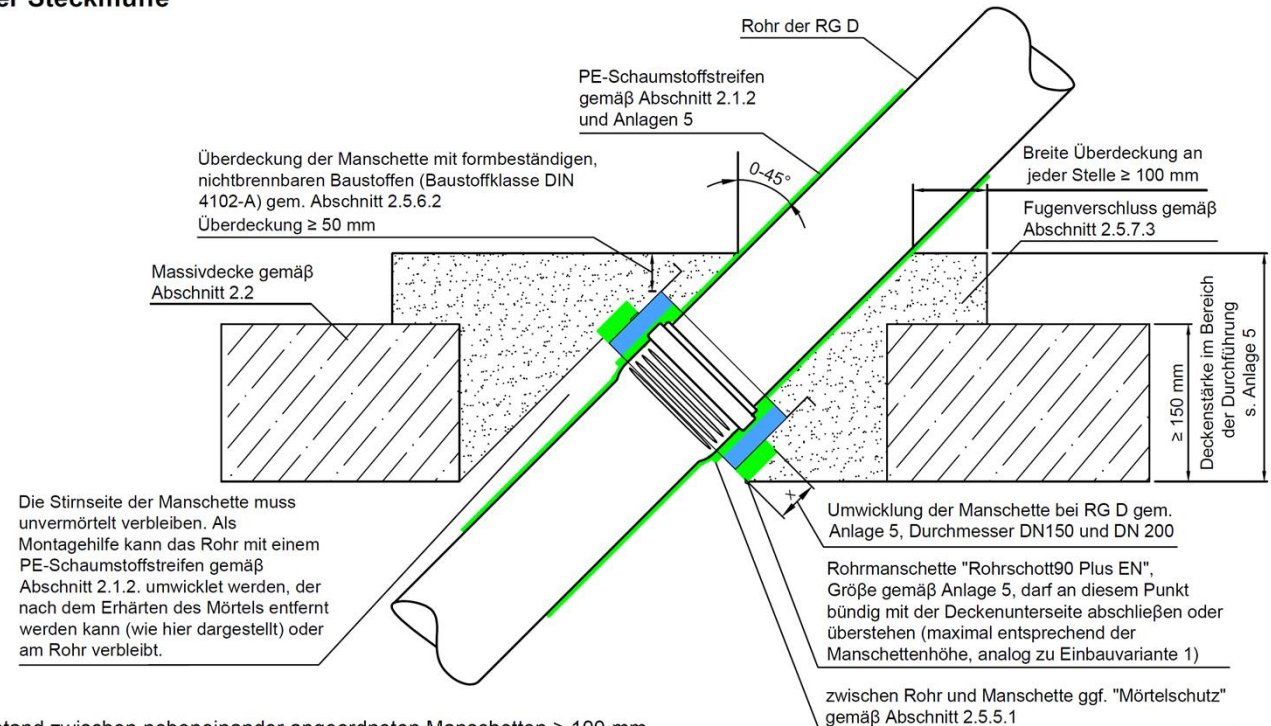 er Steckmuffe
Rohr der RG D
PE-Schaumstoffstreifen
gemäß Abschnitt 2.1.2
und Anlagen 5
Überdeckung der Manschette mit formbeständigen,
nichtbrennbaren Baustoffen (Baustoffklasse DIN
4102-A) gem. Abschnitt 2.5.6.2
Überdeckung ≥ 50 mm
0-45°
Breite Überdeckung an
jeder Stelle ≥ 100 mm
Fugenverschluss gemäß
Abschnitt 2.5.7.3
Massivdecke gemäß
Abschnitt 2.2
≥ 150 mm
Deckenstärke im Bereich
der Durchführung
s. Anlage 5
x
Die Stirnseite der Manschette muss
unvermörtelt verbleiben. Als
Montagehilfe kann das Rohr mit einem
PE-Schaumstoffstreifen gemäß
Abschnitt 2.1.2. umwicklet werden, der
nach dem Erhärten des Mörtels entfernt
werden kann (wie hier dargestellt) oder
am Rohr verbleibt.
Umwicklung der Manschette bei RG D gem.
Anlage 5, Durchmesser DN150 und DN 200
Rohrmanschette "Rohrschott90 Plus EN",
Größe gemäß Anlage 5, darf an diesem Punkt
bündig mit der Deckenunterseite abschließen oder
überstehen (maximal entsprechend der
Manschettenhöhe, analog zu Einbauvariante 1)
zwischen Rohr und Manschette ggf. "Mörtelschutz"
gemäß Abschnitt 2.5.5.1